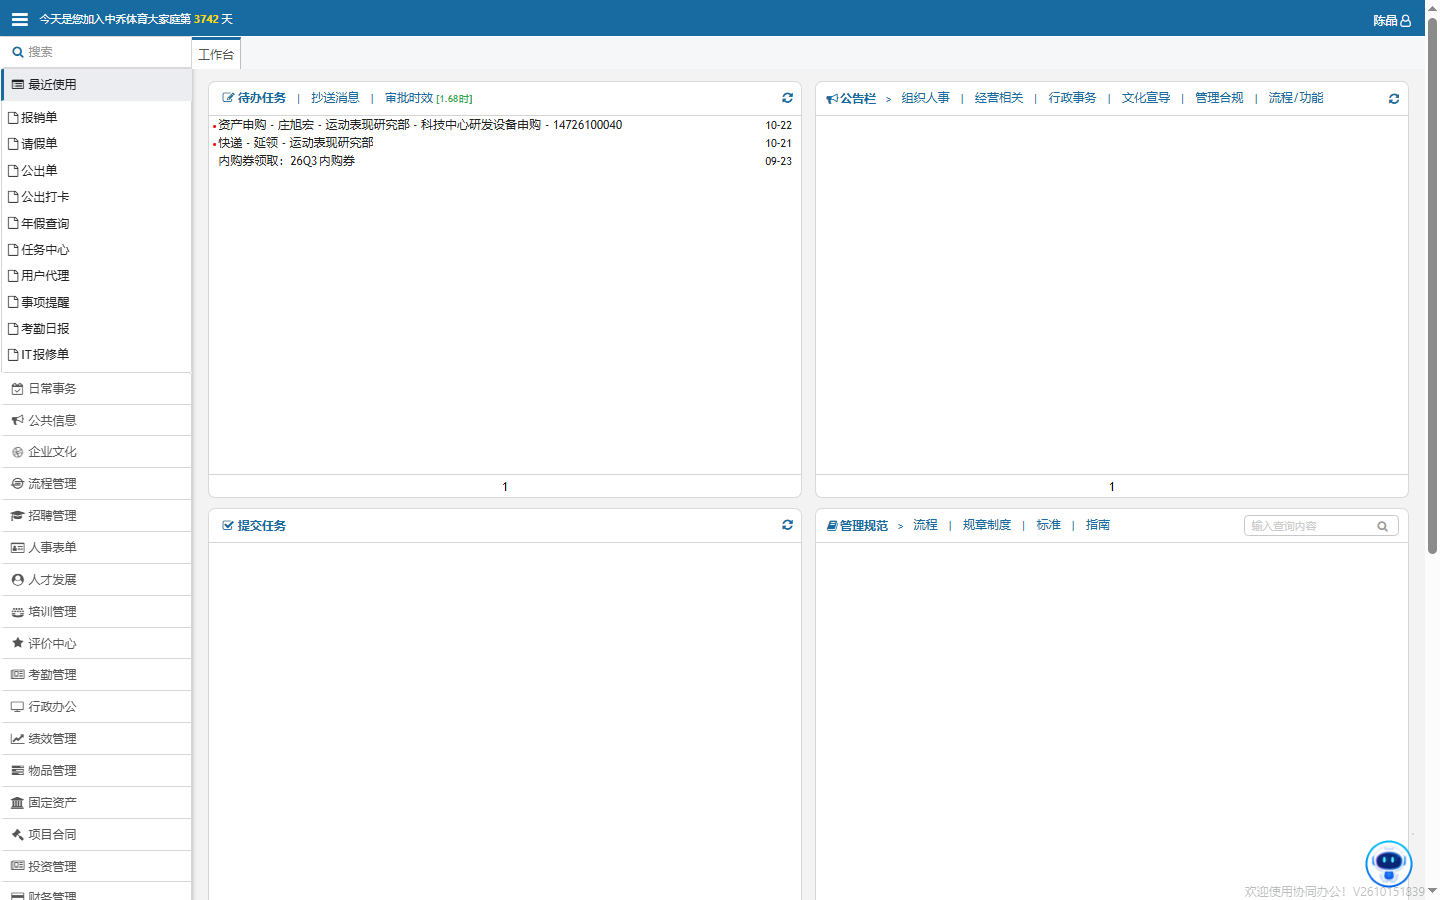 今天是您加入中乔体育大家庭第 3742 天
陈晶
搜索
工作台
最近使用
报销单
请假单
公出单
公出打卡
年假查询
任务中心
用户代理
事项提醒
考勤日报
IT报修单
日常事务
公共信息
企业文化
流程管理
招聘管理
人事表单
人才发展
培训管理
评价中心
考勤管理
行政办公
绩效管理
物品管理
固定资产
项目合同
投资管理
财务管理
待办任务 | 抄送消息 | 审批时效 [1.68时]
资产申购 - 庄旭宏 - 运动表现研究部 - 科技中心研发设备申购 - 14726100040 10-22
快递 - 延领 - 运动表现研究部 10-21
内购券领取：26Q3内购券 09-23
1
公告栏 > 组织人事 | 经营相关 | 行政事务 | 文化宣导 | 管理合规 | 流程/功能
1
提交任务
管理规范 > 流程 | 规章制度 | 标准 | 指南
输入查询内容
欢迎使用协同办公！V2610151839